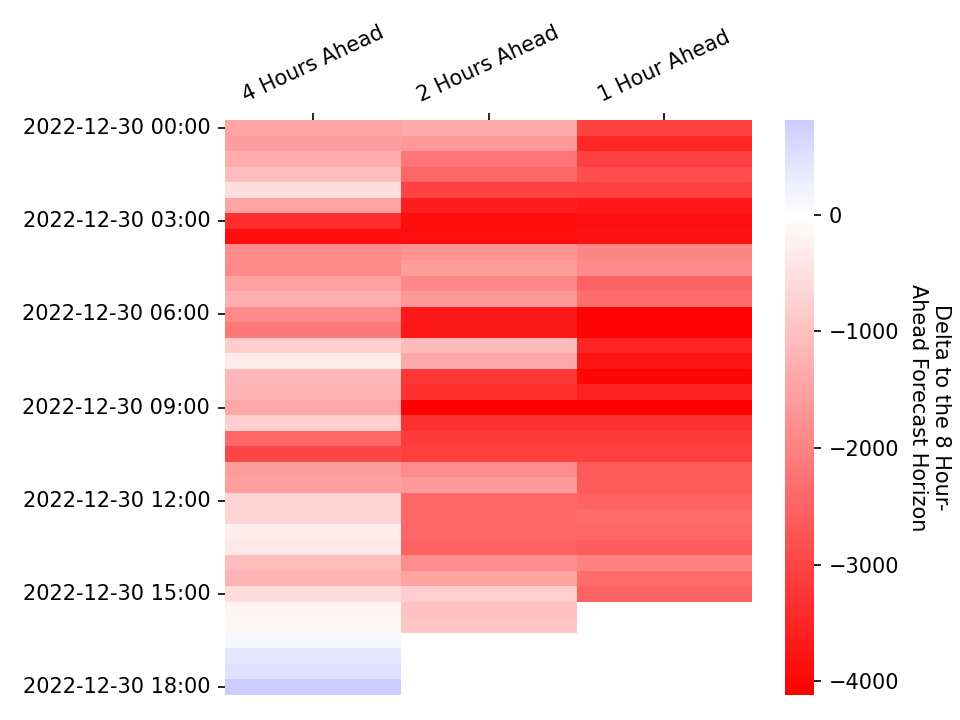 4 Hours Ahead
2 Hours Ahead
1 Hour Ahead
2022-12-30 00:00
2022-12-30 03:00
2022-12-30 06:00
2022-12-30 09:00
2022-12-30 12:00
2022-12-30 15:00
2022-12-30 18:00
0
−1000
−2000
−3000
−4000
Delta to the 8 Hour-
Ahead Forecast Horizon